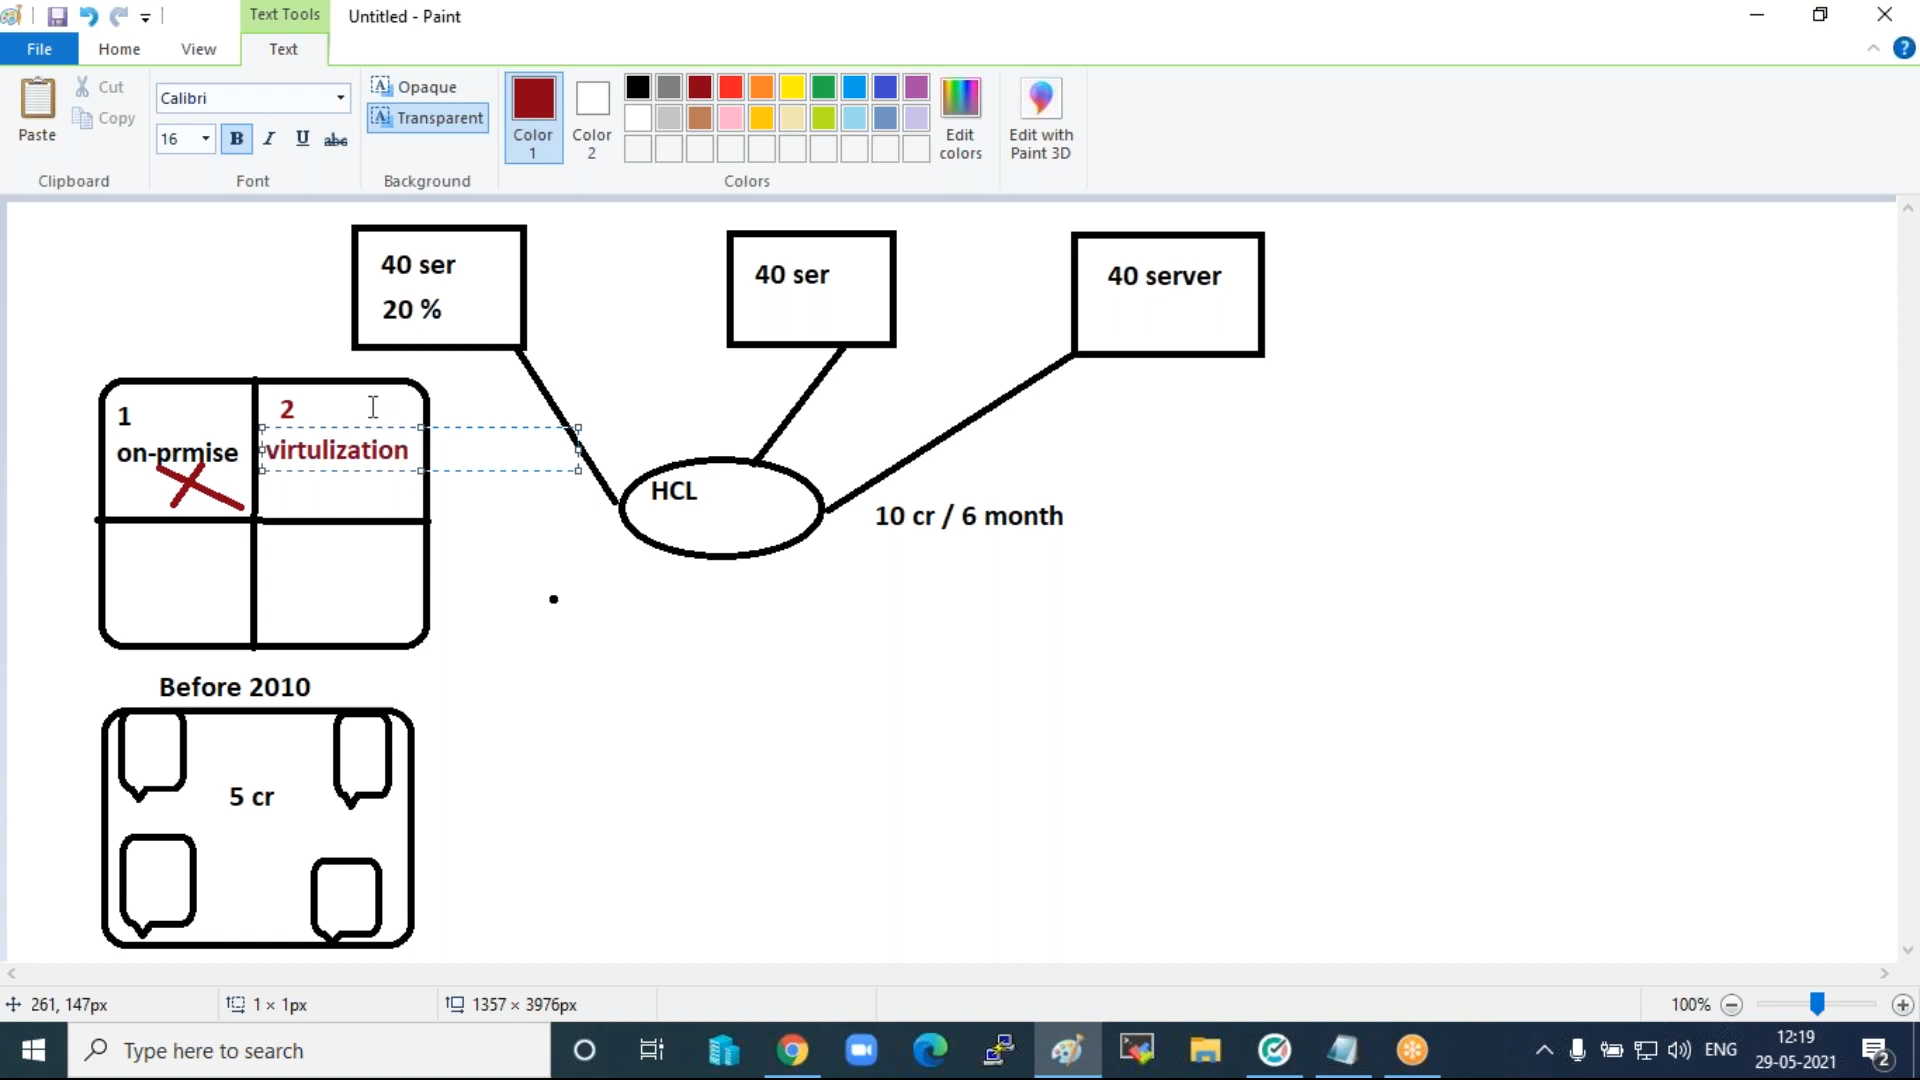 Text Tools
Untitled - Paint
File
Home
View
Text
Paste
Cut
Copy
Clipboard
Calibri
16
B
I
U
abc
Font
Opaque
Transparent
Background
Color
1
Color
2
Edit
colors
Colors
Edit with
Paint 3D
40 ser
20 %
40 ser
40 server
1
on-prmise
2
virtulization
HCL
10 cr / 6 month
Before 2010
5 cr
261, 147px
1 × 1px
1357 × 3976px
100%
Type here to search
ENG
12:19
29-05-2021
2